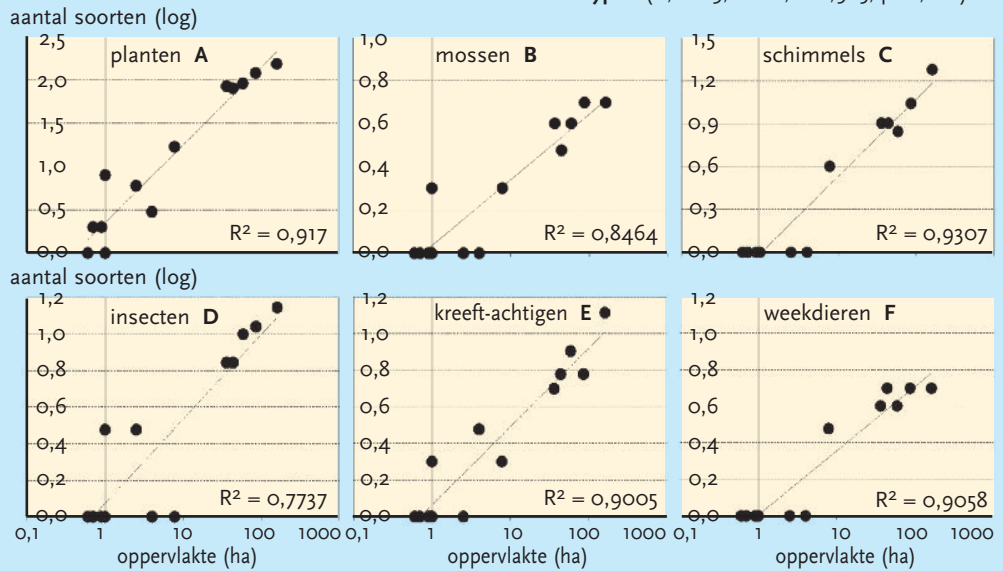 aantal soorten (log)
planten A
mossen B
schimmels C
2,5
2,0
1,5
1,0
0,5
0,0
R² = 0,917
1,0
0,8
0,6
0,4
0,2
0,0
R² = 0,8464
1,5
1,2
0,9
0,6
0,3
0,0
R² = 0,9307
aantal soorten (log)
insecten D
kreeft-achtigen E
weekdieren F
1,2
1,0
0,8
0,6
0,4
0,2
0,0
R² = 0,7737
1,2
1,0
0,8
0,6
0,4
0,2
0,0
R² = 0,9005
1,2
1,0
0,8
0,6
0,4
0,2
0,0
R² = 0,9058
0,1 1 10 100 1000
0,1 1 10 100 1000
0,1 1 10 100 1000
oppervlakte (ha)
oppervlakte (ha)
oppervlakte (ha)